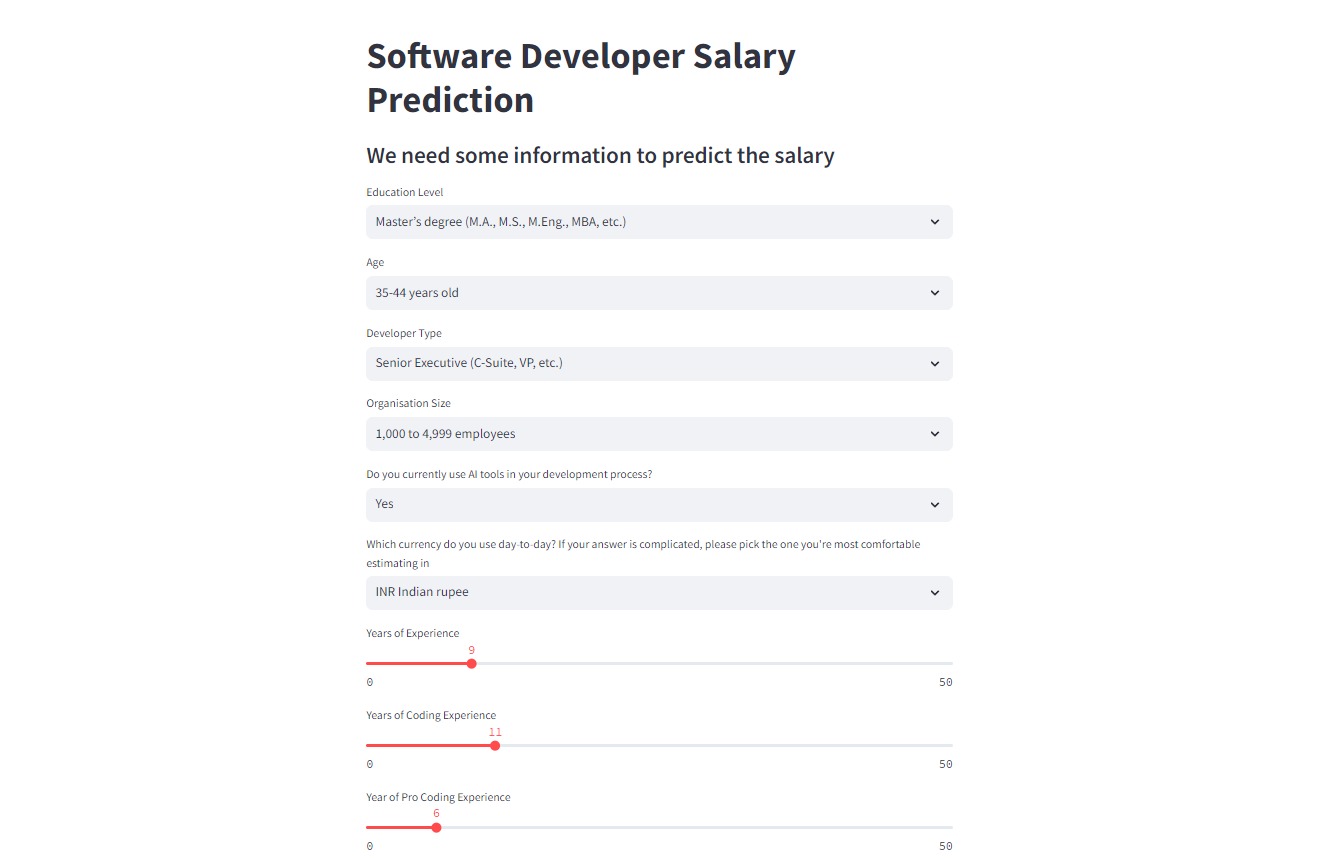 Software Developer Salary
Prediction
We need some information to predict the salary
Education Level
Master’s degree (M.A., M.S., M.Eng., MBA, etc.)
Age
35-44 years old
Developer Type
Senior Executive (C-Suite, VP, etc.)
Organisation Size
1,000 to 4,999 employees
Do you currently use AI tools in your development process?
Yes
Which currency do you use day-to-day? If your answer is complicated, please pick the one you're most comfortable
estimating in
INR Indian rupee
Years of Experience
9
0 50
Years of Coding Experience
11
0 50
Year of Pro Coding Experience
6
0 50